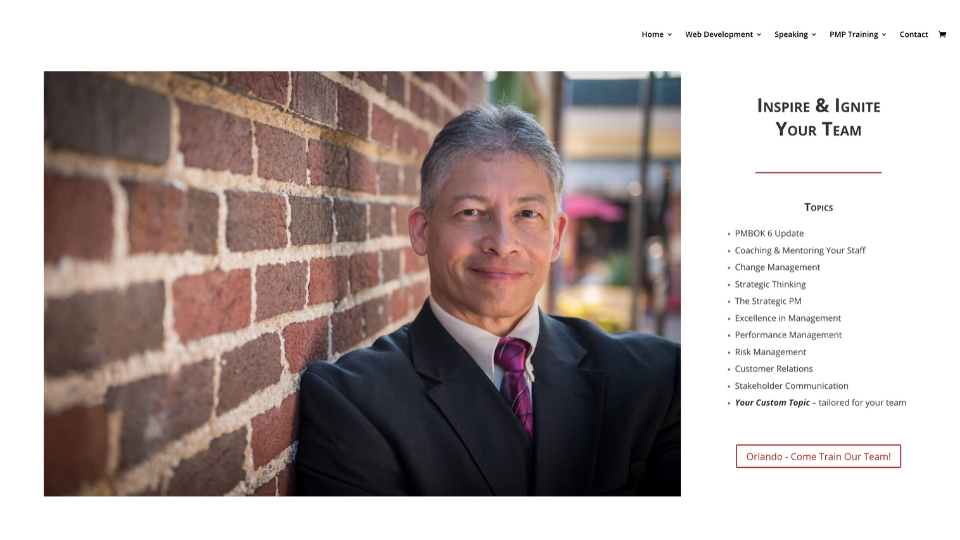 Home
Web Development
Speaking
PMP Training
Contact
Inspire & Ignite
Your Team
Topics
PMBOK 6 Update
Coaching & Mentoring Your Staff
Change Management
Strategic Thinking
The Strategic PM
Excellence in Management
Performance Management
Risk Management
Customer Relations
Stakeholder Communication
Your Custom Topic – tailored for your team
Orlando - Come Train Our Team!